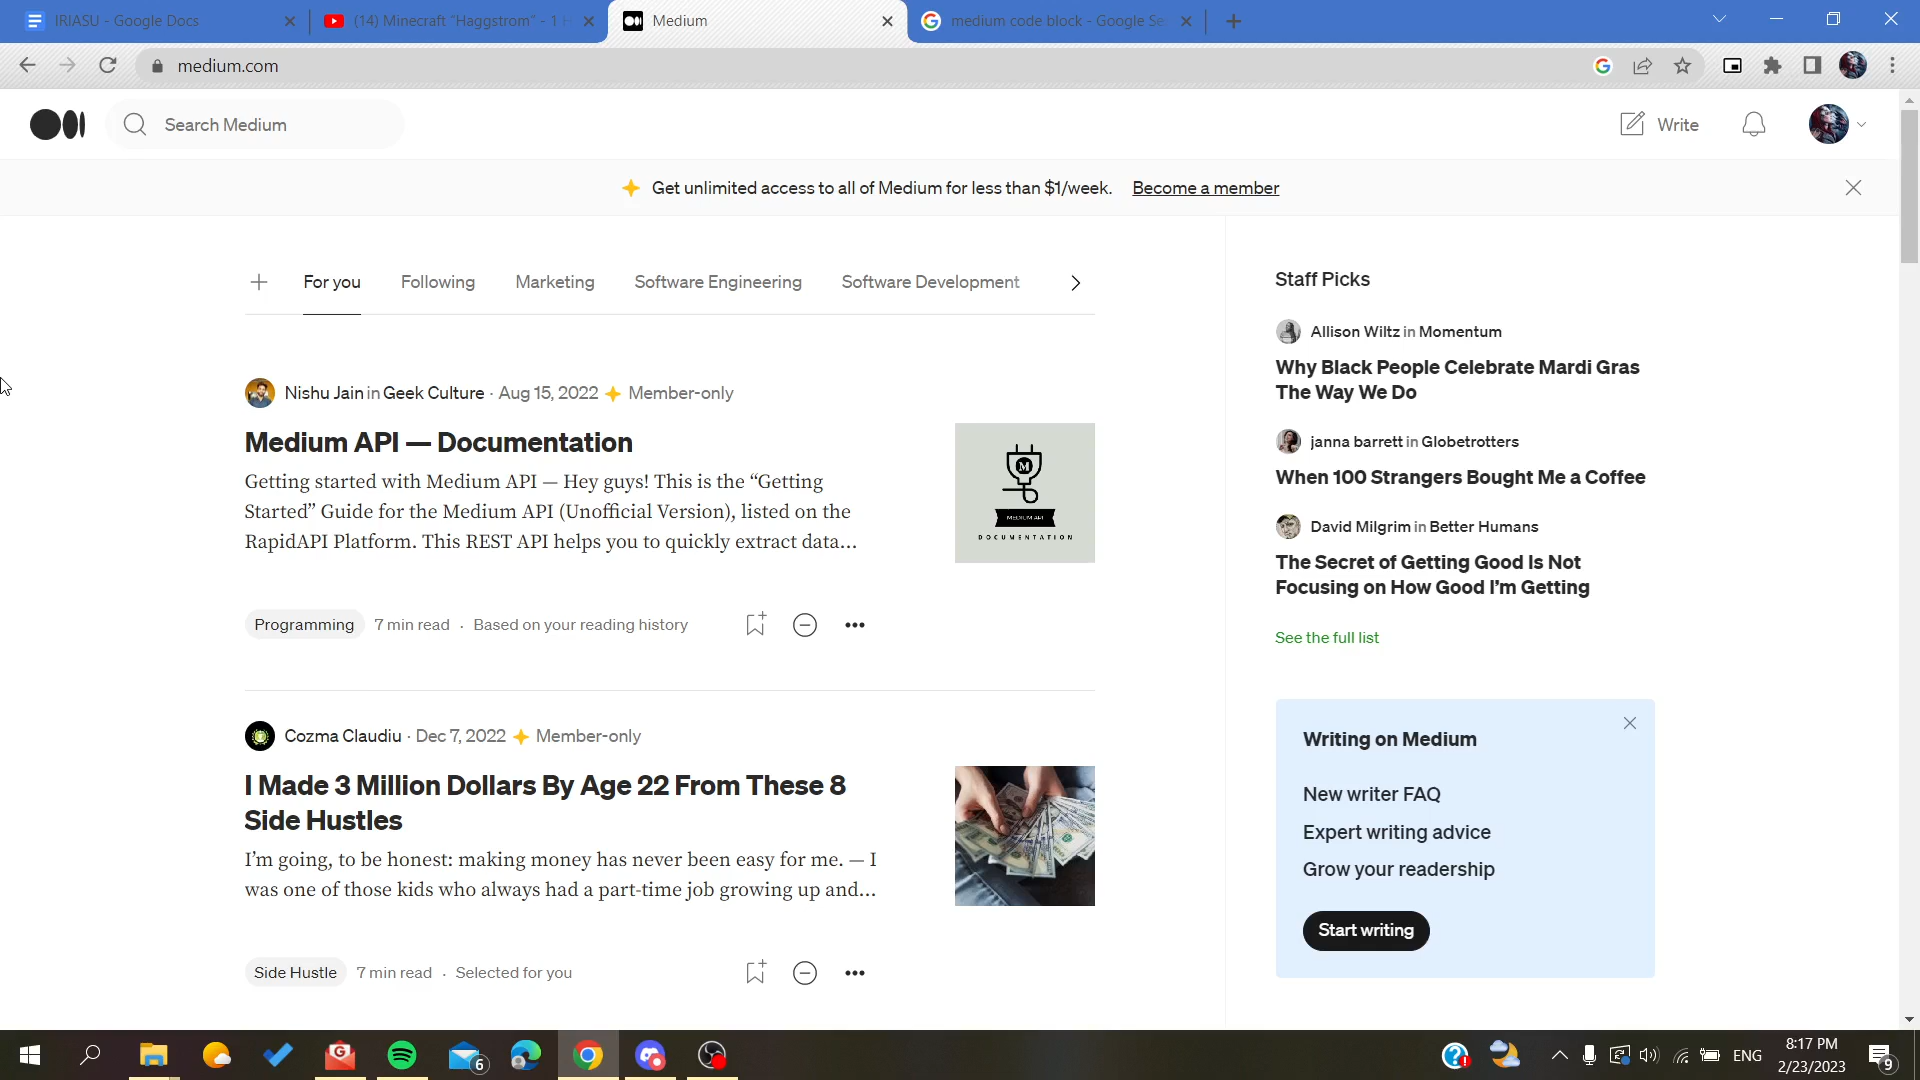 IRIASU - Google Docs
(14) Minecraft "Haggstrom" - 1 H
Medium
medium code block - Google Se
medium.com
Search Medium
Write
Get unlimited access to all of Medium for less than $1/week. Become a member
For you
Following
Marketing
Software Engineering
Software Development
Nishu Jain in Geek Culture · Aug 15, 2022 Member-only
Medium API — Documentation
Getting started with Medium API — Hey guys! This is the “Getting
Started” Guide for the Medium API (Unofficial Version), listed on the
RapidAPI Platform. This REST API helps you to quickly extract data...
M
MEDIUM API
DOCUMENTATION
Programming 7 min read · Based on your reading history
Cozma Claudiu · Dec 7, 2022 Member-only
I Made 3 Million Dollars By Age 22 From These 8
Side Hustles
I’m going, to be honest: making money has never been easy for me. — I
was one of those kids who always had a part-time job growing up and...
Side Hustle 7 min read · Selected for you
Staff Picks
Allison Wiltz in Momentum
Why Black People Celebrate Mardi Gras
The Way We Do
janna barrett in Globetrotters
When 100 Strangers Bought Me a Coffee
David Milgrim in Better Humans
The Secret of Getting Good Is Not
Focusing on How Good I’m Getting
See the full list
Writing on Medium
New writer FAQ
Expert writing advice
Grow your readership
Start writing
6
ENG
8:17 PM
2/23/2023
9